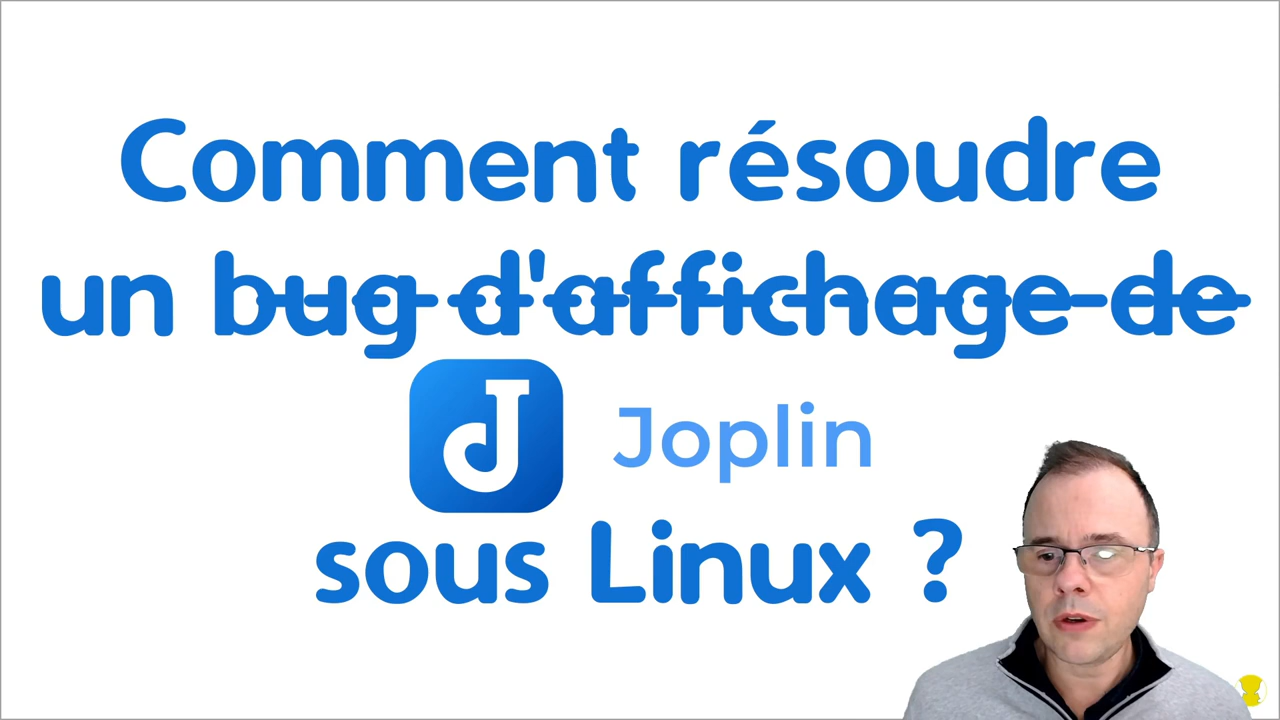 Comment résoudre
un bug d'affichage de
J Joplin
sous Linux ?